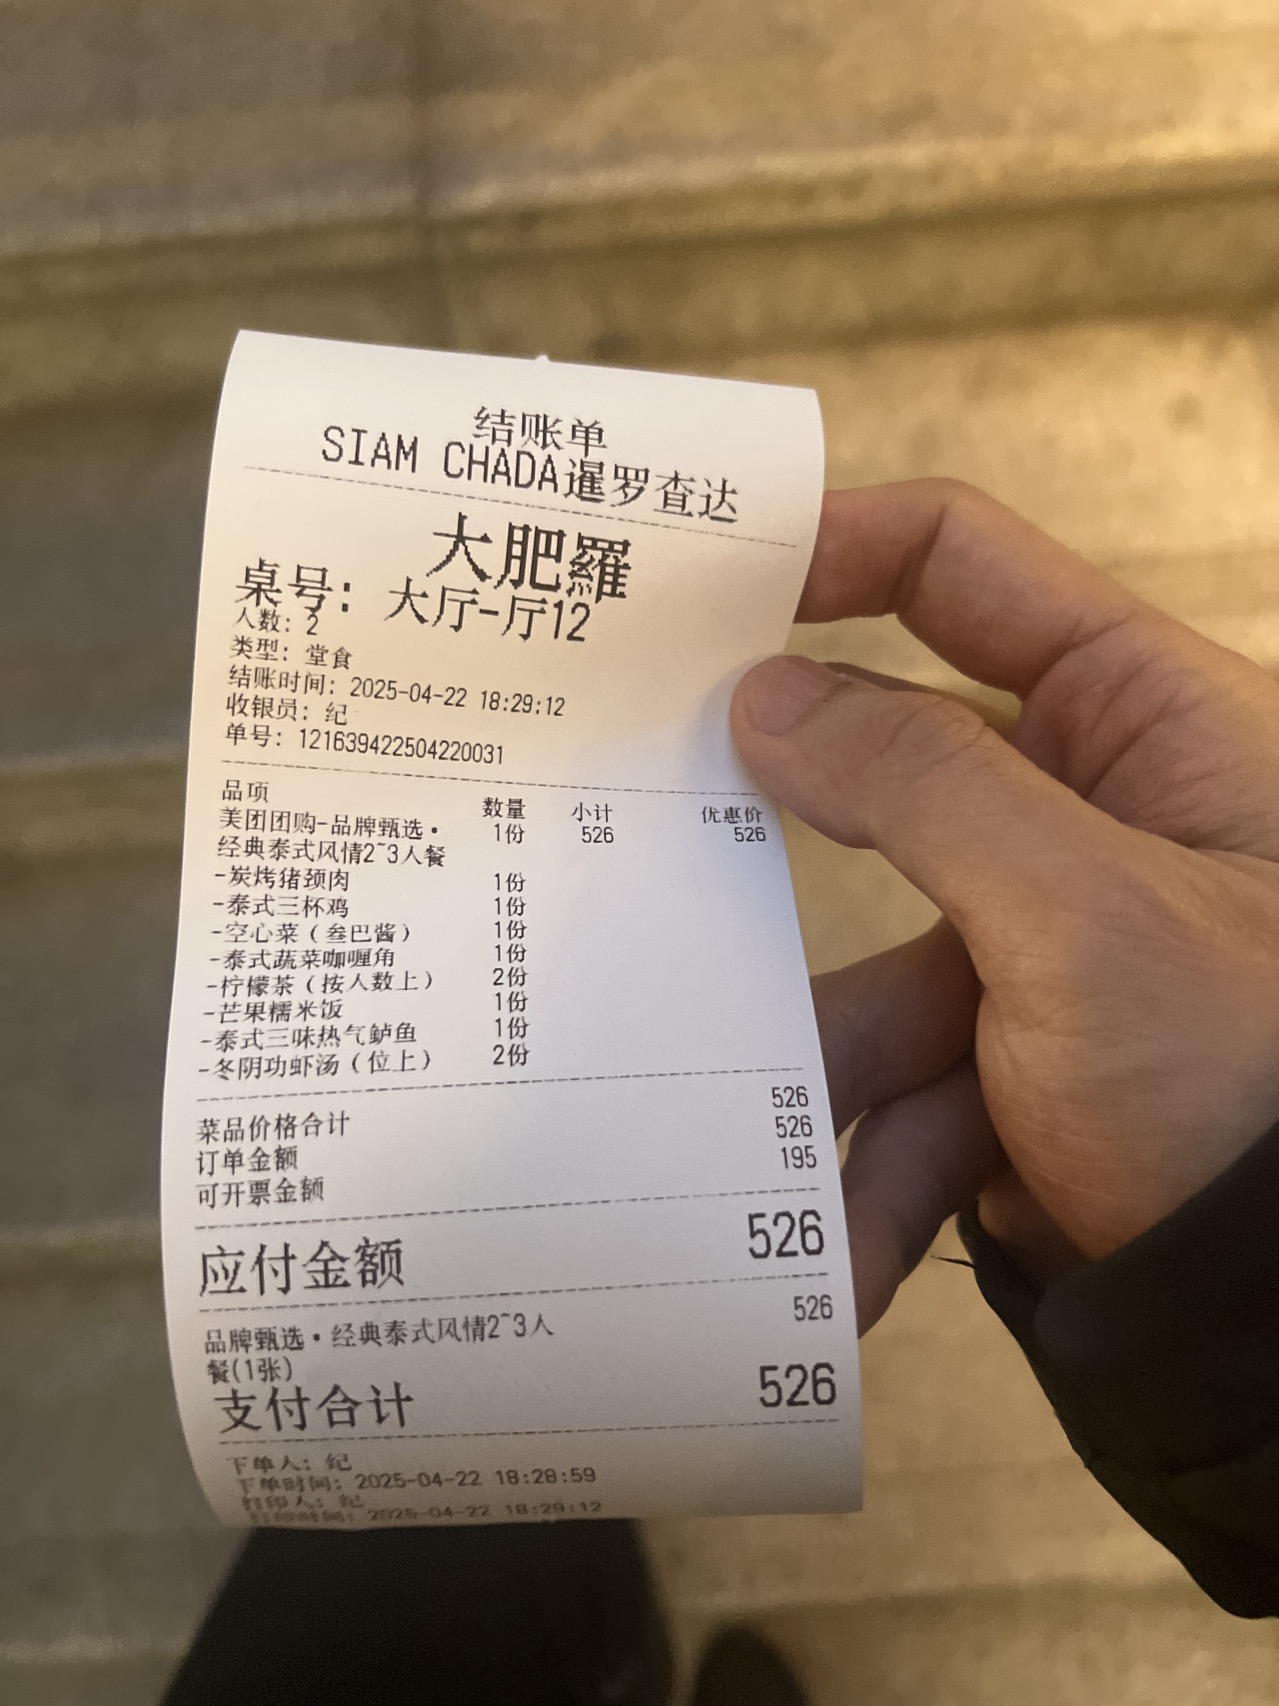 结账单
SIAM CHADA暹罗查达
大肥羅
桌号：大厅-厅12
人数：2
类型：堂食
结账时间：2025-04-22 18:29:12
收银员：纪
单号：121639422504220031
品项 数量 小计 优惠价
美团团购-品牌甄选· 1份 526 526
经典泰式风情2~3人餐
-炭烤猪颈肉 1份
-泰式三杯鸡 1份
-空心菜（叁巴酱） 1份
-泰式蔬菜咖喱角 1份
-柠檬茶（按人数上） 2份
-芒果糯米饭 1份
-泰式三味热气鲈鱼 1份
-冬阴功虾汤（位上） 2份
菜品价格合计 526
订单金额 526
可开票金额 195
应付金额 526
品牌甄选·经典泰式风情2~3人 526
餐(1张)
支付合计 526
下单人：纪
下单时间：2025-04-22 18:28:59
打印人：纪
打印时间：2025-04-22 18:29:12